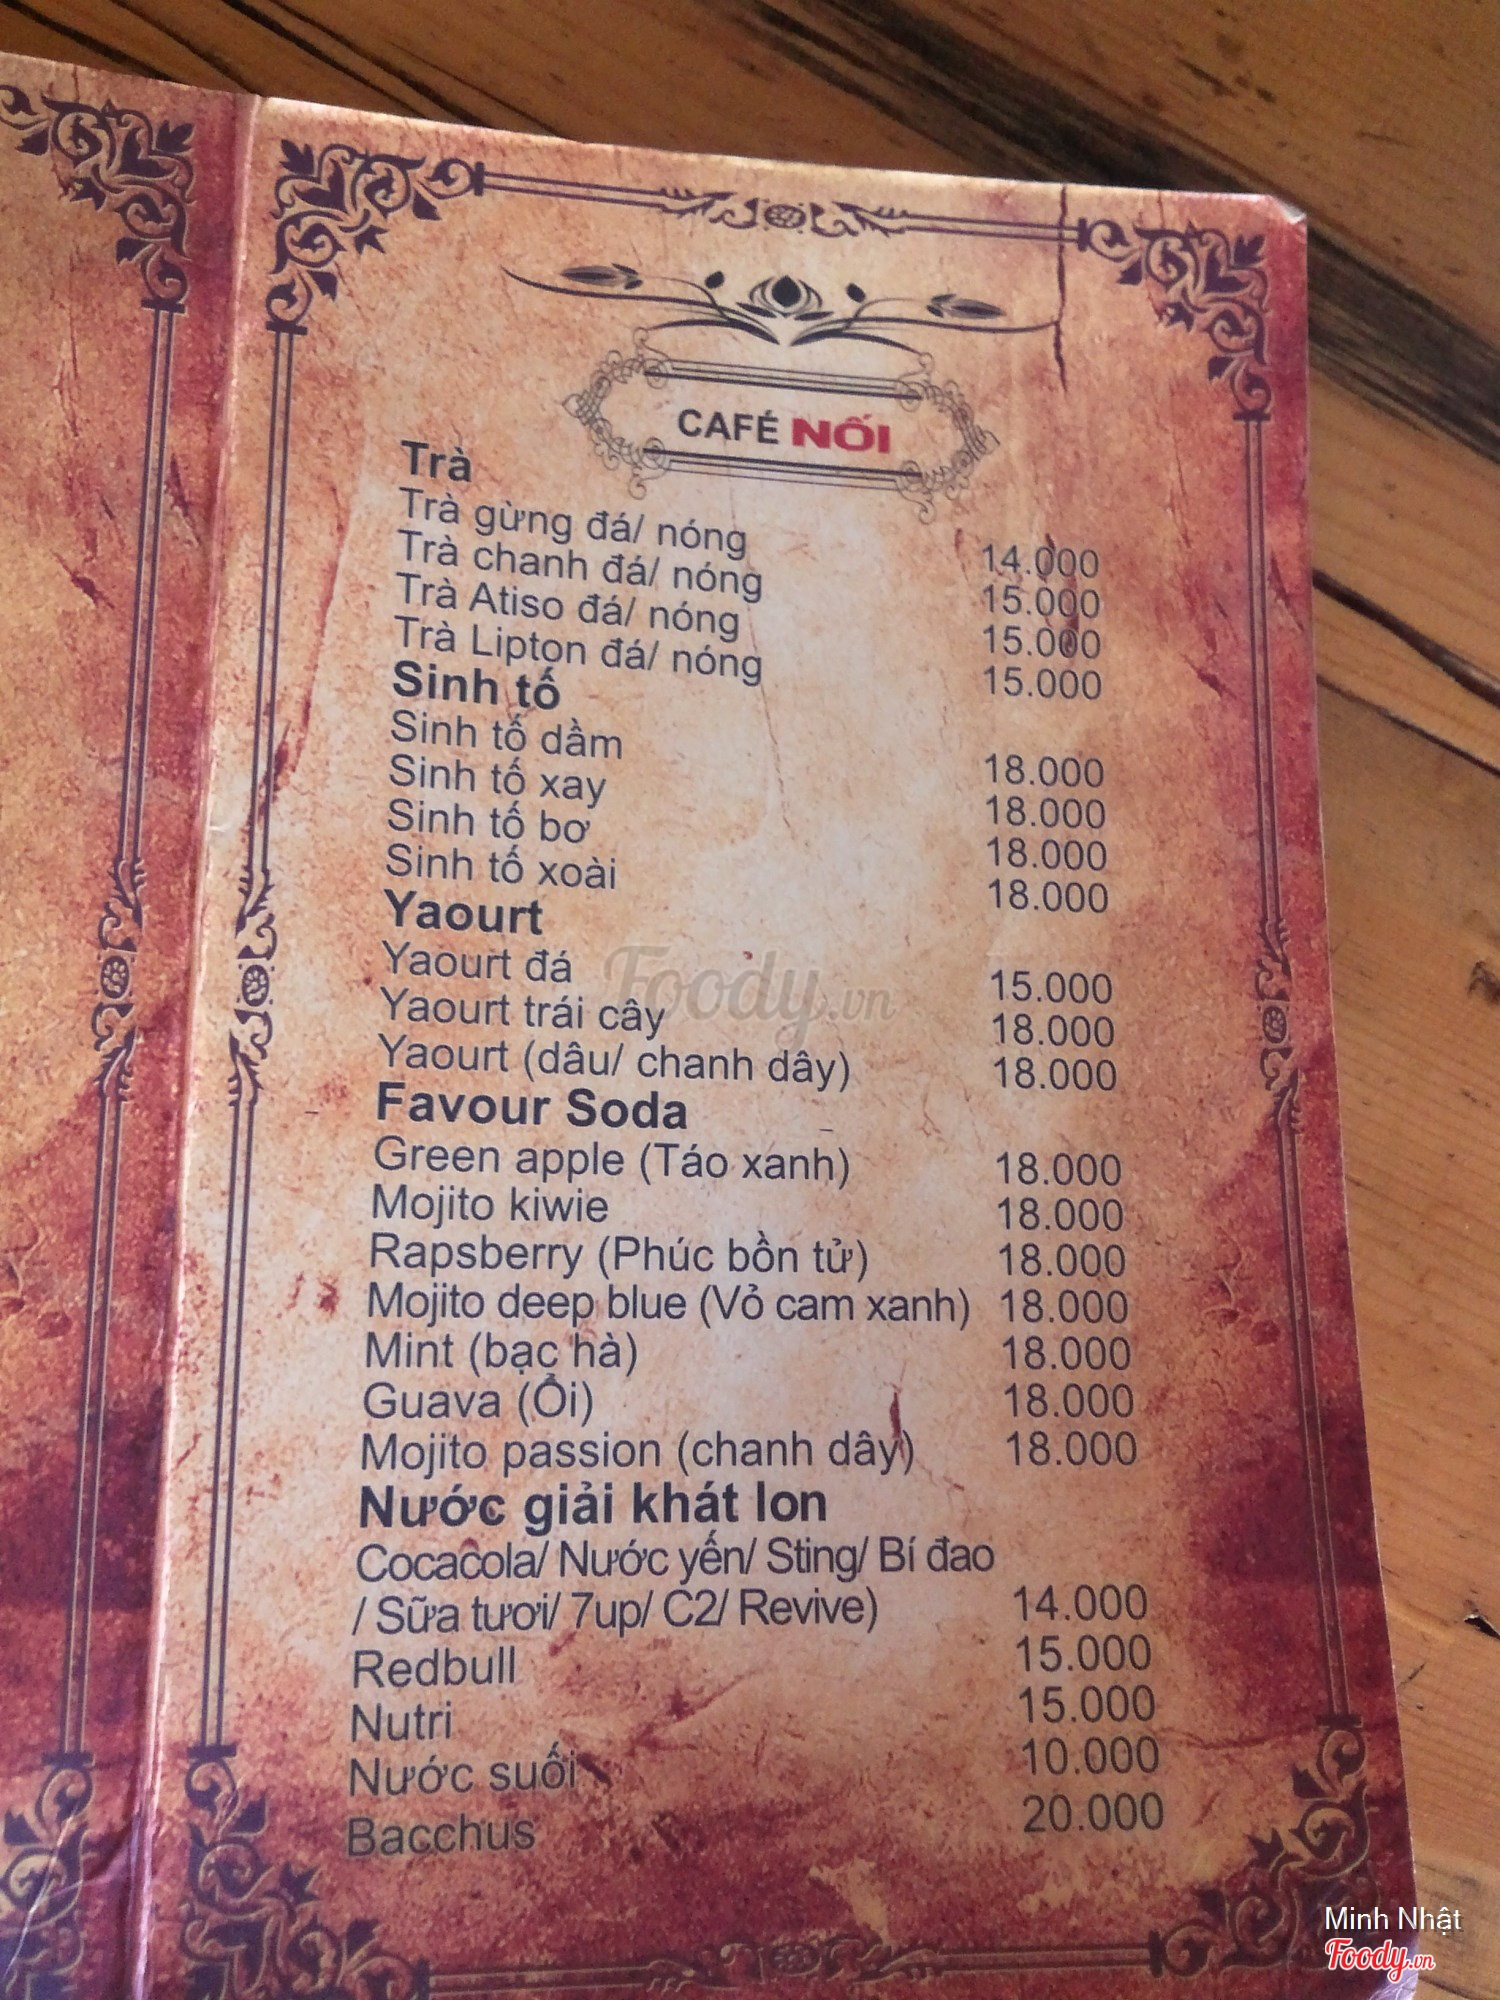 CAFÉ NỐI
Trà
Trà gừng đá/ nóng 14.000
Trà chanh đá/ nóng 15.000
Trà Atiso đá/ nóng 15.000
Trà Lipton đá/ nóng 15.000
Sinh tố
Sinh tố dầm 18.000
Sinh tố xay 18.000
Sinh tố bơ 18.000
Sinh tố xoài 18.000
Yaourt
Yaourt đá 15.000
Yaourt trái cây 18.000
Yaourt (dâu/ chanh dây) 18.000
Favour Soda
Green apple (Táo xanh) 18.000
Mojito kiwie 18.000
Rapsberry (Phúc bồn tử) 18.000
Mojito deep blue (Vỏ cam xanh) 18.000
Mint (bạc hà) 18.000
Guava (Ổi) 18.000
Mojito passion (chanh dây) 18.000
Nước giải khát lon
Cocacola/ Nước yến/ Sting/ Bí đao
/ Sữa tươi/ 7up/ C2/ Revive) 14.000
Redbull 15.000
Nutri 15.000
Nước suối 10.000
Bacchus 20.000
Foody.vn
Minh Nhật
Foody.vn